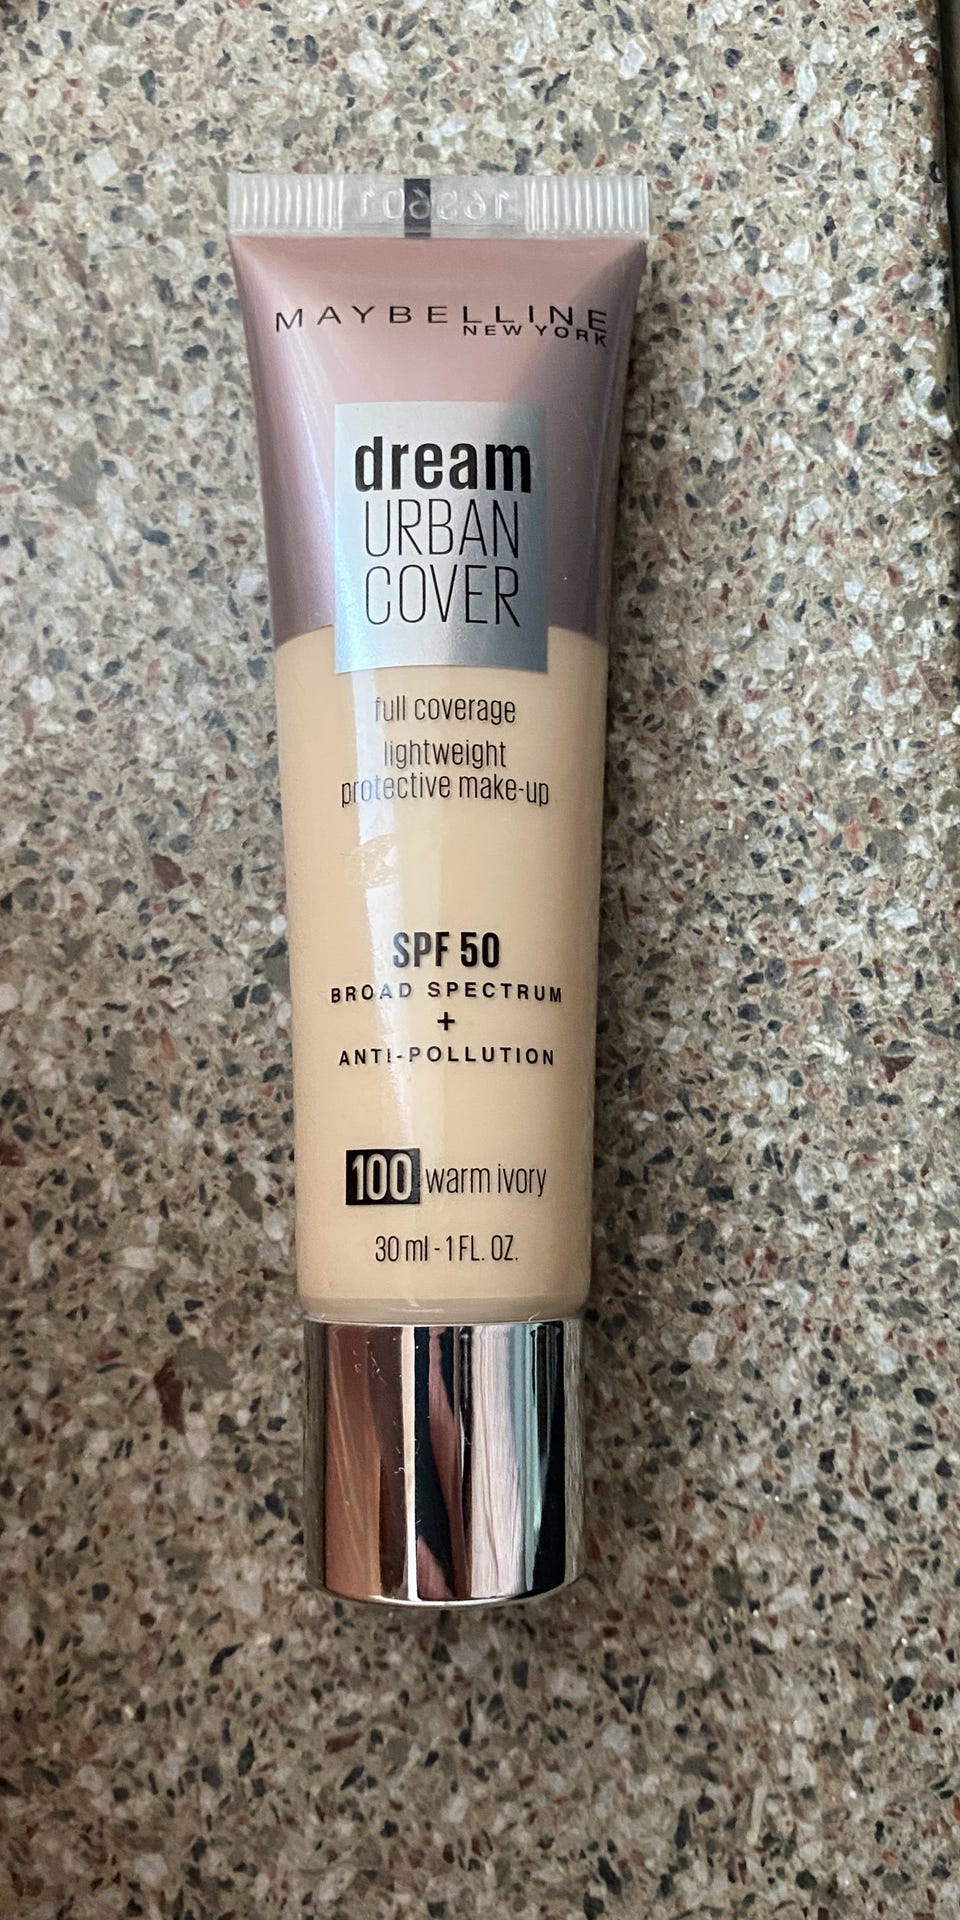 MAYBELLINE
NEW YORK
dream
URBAN
COVER
full coverage
lightweight
protective make-up
SPF 50
BROAD SPECTRUM
+
ANTI-POLLUTION
100 warm ivory
30 ml - 1 FL. OZ.